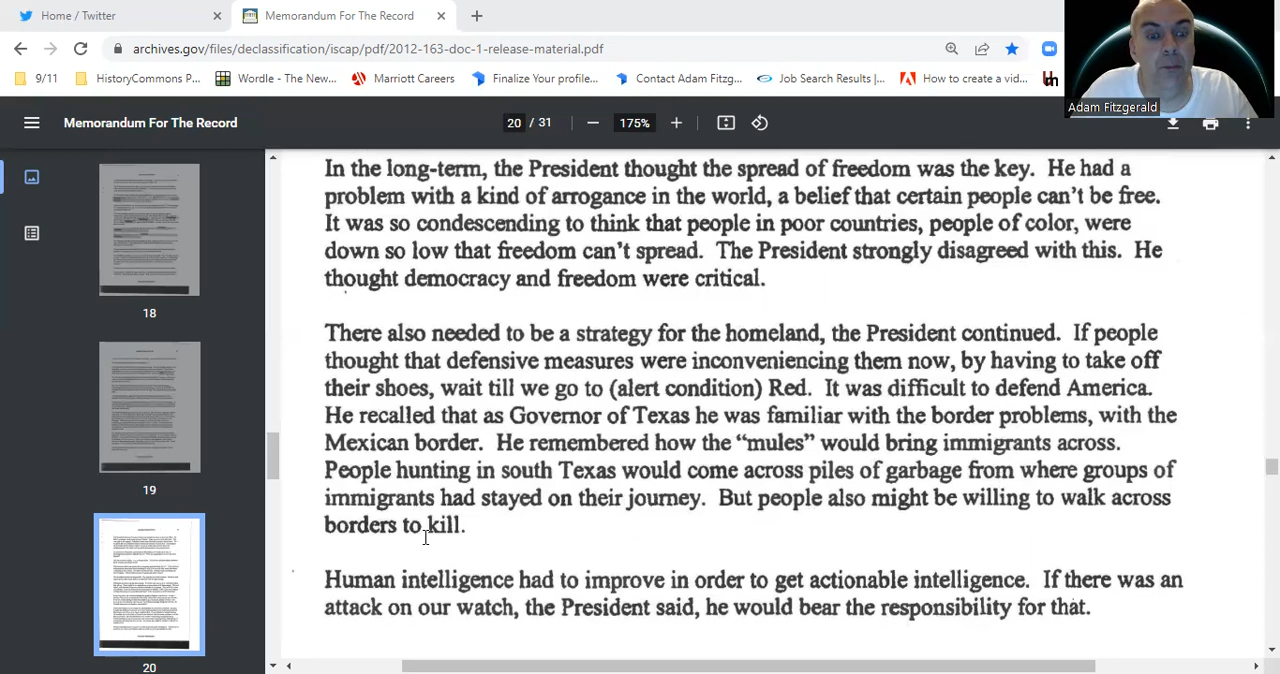 Home / Twitter
Memorandum For The Record
archives.gov/files/declassification/iscap/pdf/2012-163-doc-1-release-material.pdf
9/11
HistoryCommons P...
Wordle - The New...
Marriott Careers
Finalize Your profile...
Contact Adam Fitzg...
Job Search Results |...
How to create a vid...
Adam Fitzgerald
Memorandum For The Record
20 / 31
175%
18
19
20
In the long-term, the President thought the spread of freedom was the key. He had a
problem with a kind of arrogance in the world, a belief that certain people can't be free.
It was so condescending to think that people in poor countries, people of color, were
down so low that freedom can't spread. The President strongly disagreed with this. He
thought democracy and freedom were critical.
There also needed to be a strategy for the homeland, the President continued. If people
thought that defensive measures were inconveniencing them now, by having to take off
their shoes, wait till we go to (alert condition) Red. It was difficult to defend America.
He recalled that as Governor of Texas he was familiar with the border problems, with the
Mexican border. He remembered how the "mules" would bring immigrants across.
People hunting in south Texas would come across piles of garbage from where groups of
immigrants had stayed on their journey. But people also might be willing to walk across
borders to kill.
Human intelligence had to improve in order to get actionable intelligence. If there was an
attack on our watch, the President said, he would bear the responsibility for that.